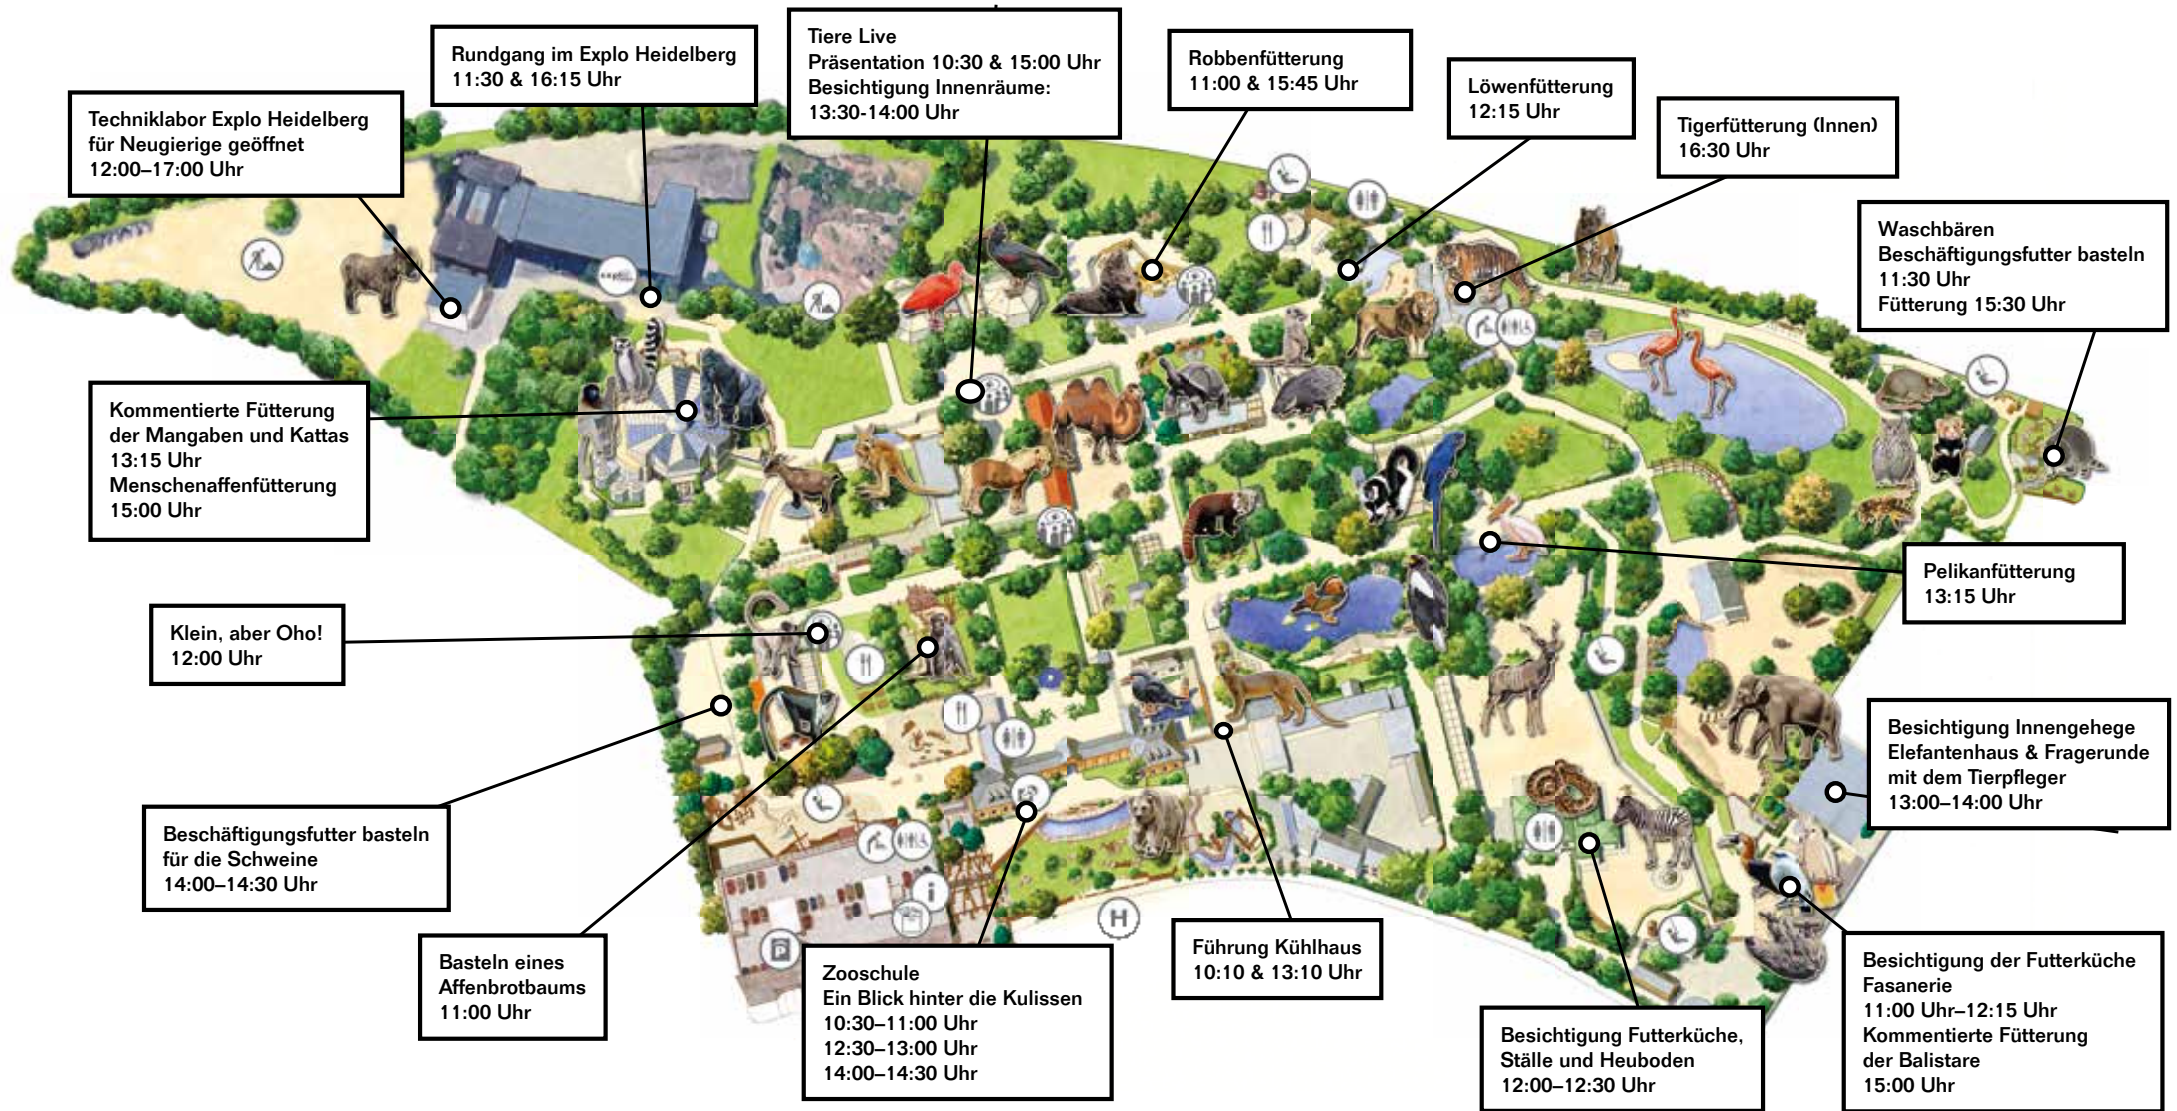 Tiere Live
Präsentation 10:30 & 15:00 Uhr
Besichtigung Innenräume:
13:30-14:00 Uhr
Rundgang im Explo Heidelberg
11:30 & 16:15 Uhr
Robbenfütterung
11:00 & 15:45 Uhr
Löwenfütterung
12:15 Uhr
Tigerfütterung (Innen)
16:30 Uhr
Techniklabor Explo Heidelberg
für Neugierige geöffnet
12:00–17:00 Uhr
Waschbären
Beschäftigungsfutter basteln
11:30 Uhr
Fütterung 15:30 Uhr
Kommentierte Fütterung
der Mangaben und Kattas
13:15 Uhr
Menschenaffenfütterung
15:00 Uhr
Pelikanfütterung
13:15 Uhr
Klein, aber Oho!
12:00 Uhr
Besichtigung Innengehege
Elefantenhaus & Fragerunde
mit dem Tierpfleger
13:00–14:00 Uhr
Beschäftigungsfutter basteln
für die Schweine
14:00–14:30 Uhr
Basteln eines
Affenbrotbaums
11:00 Uhr
Zooschule
Ein Blick hinter die Kulissen
10:30–11:00 Uhr
12:30–13:00 Uhr
14:00–14:30 Uhr
Führung Kühlhaus
10:10 & 13:10 Uhr
Besichtigung Futterküche,
Ställe und Heuboden
12:00–12:30 Uhr
Besichtigung der Futterküche
Fasanerie
11:00 Uhr–12:15 Uhr
Kommentierte Fütterung
der Balistare
15:00 Uhr
explo
i
H
P